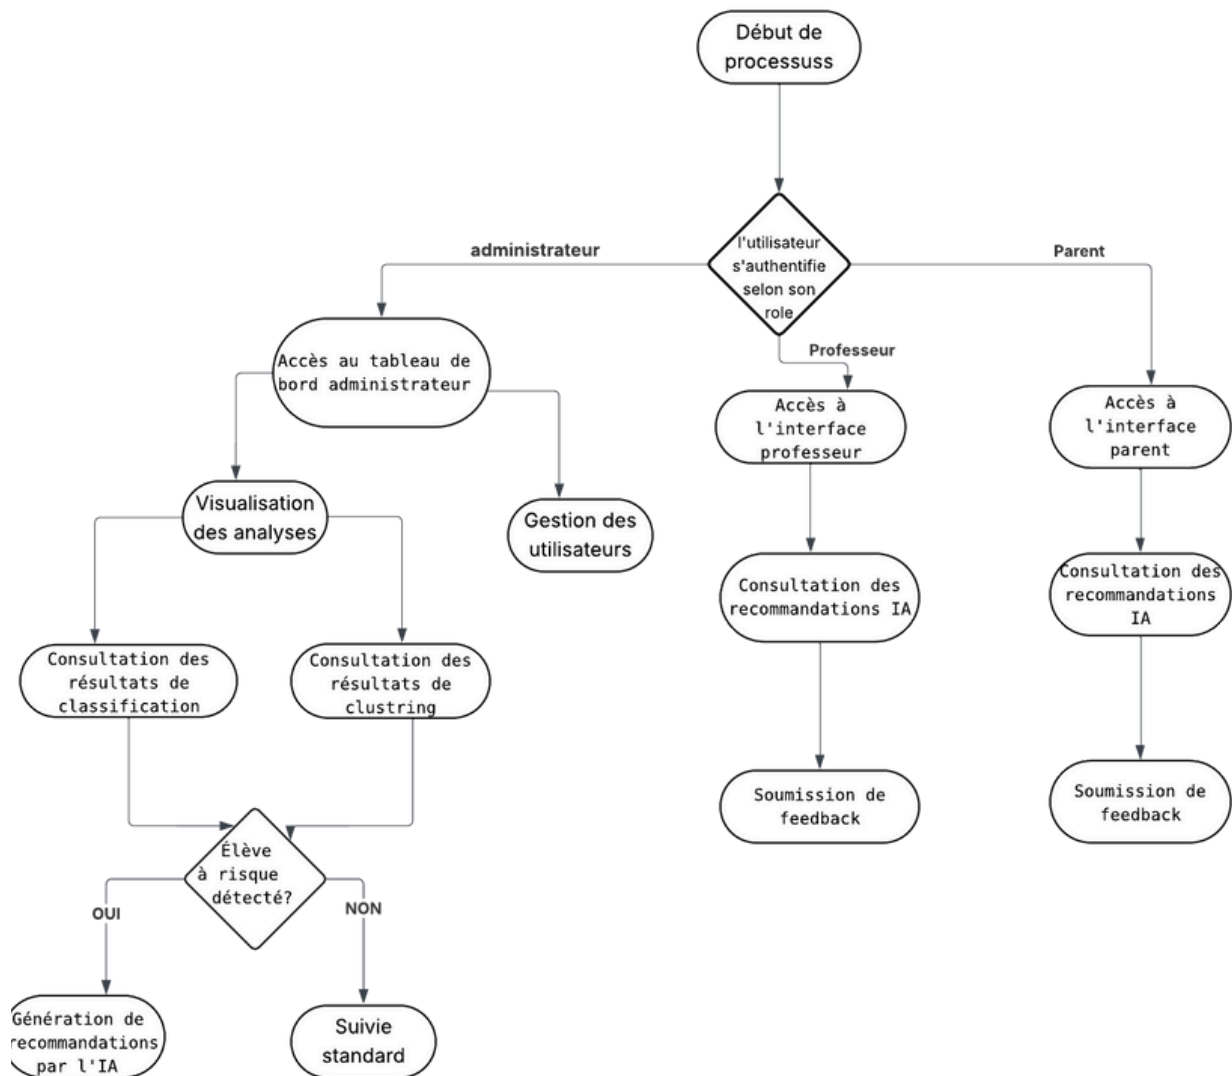 Début de
processuss
l'utilisateur
s'authentifie
selon son
role
administrateur
Parent
Professeur
Accès au tableau de
bord administrateur
Accès à
l'interface
professeur
Accès à
l'interface
parent
Visualisation
des analyses
Gestion des
utilisateurs
Consultation des
recommandations IA
Consultation des
recommandations
IA
Consultation des
résultats de
classification
Consultation des
résultats de
clustring
Soumission de
feedback
Soumission de
feedback
Élève
à risque
détecté?
OUI
NON
Génération de
recommandations
par l'IA
Suivie
standard